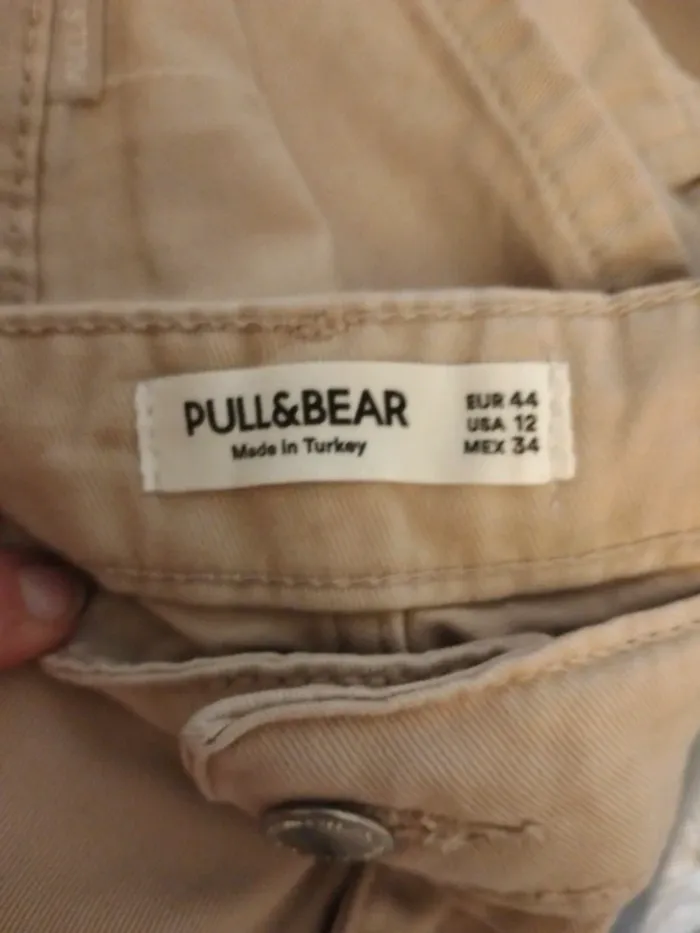 PULL&BEAR
Made in Turkey
EUR 44
USA 12
MEX 34